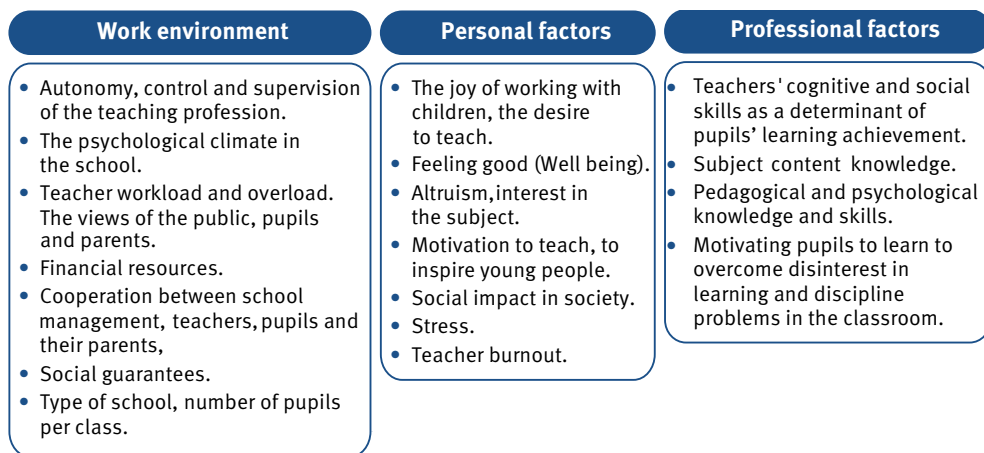 Work environment
• Autonomy, control and supervision
of the teaching profession.
• The psychological climate in
the school.
• Teacher workload and overload.
The views of the public, pupils
and parents.
• Financial resources.
• Cooperation between school
management, teachers, pupils and
their parents,
• Social guarantees.
• Type of school, number of pupils
per class.
Personal factors
• The joy of working with
children, the desire
to teach.
• Feeling good (Well being).
• Altruism, interest in
the subject.
• Motivation to teach, to
inspire young people.
• Social impact in society.
• Stress.
• Teacher burnout.
Professional factors
• Teachers' cognitive and social
skills as a determinant of
pupils’ learning achievement.
• Subject content knowledge.
• Pedagogical and psychological
knowledge and skills.
• Motivating pupils to learn to
overcome disinterest in
learning and discipline
problems in the classroom.